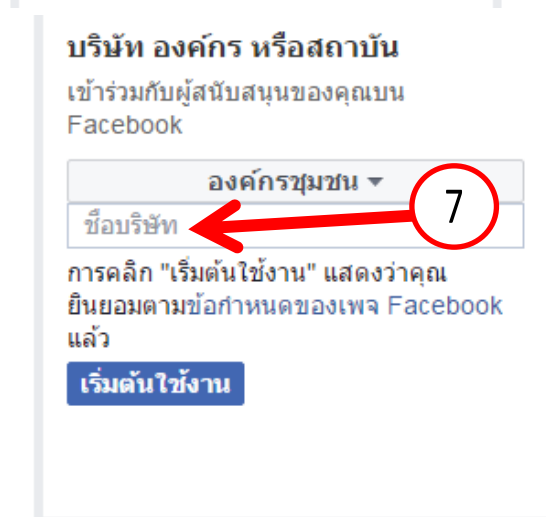 บริษัท องค์กร หรือสถาบัน
เข้าร่วมกับผู้สนับสนุนของคุณบน
Facebook
องค์กรชุมชน
ชื่อบริษัท
7
การคลิก "เริ่มต้นใช้งาน" แสดงว่าคุณ
ยินยอมตามข้อกำหนดของเพจ Facebook
แล้ว
เริ่มต้นใช้งาน